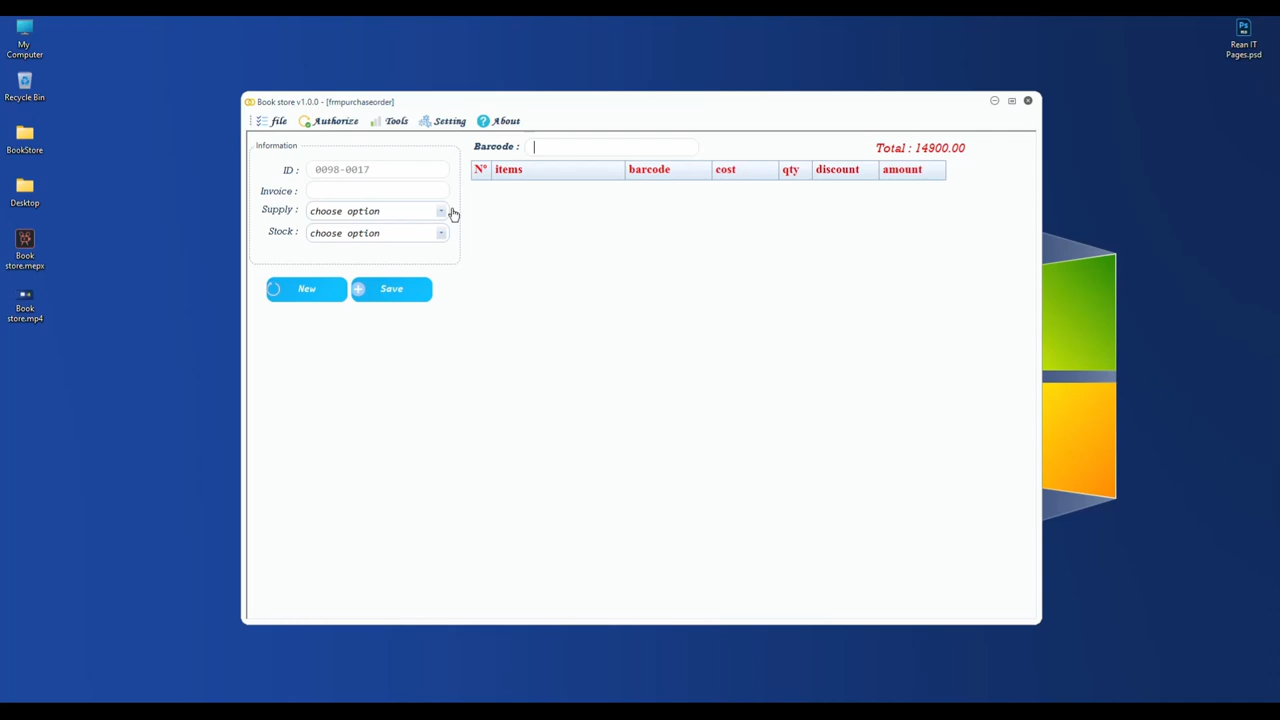 My
Computer
Recycle Bin
BookStore
Desktop
Book
store.mepx
Book
store.mp4
Ps
Rean IT
Pages.psd
Book store v1.0.0 - [frmpurchaseorder]
file Authorize Tools Setting About
Information
ID : 0098-0017
Invoice :
Supply : choose option
Stock : choose option
New Save
Barcode :
Total : 14900.00
Nº items barcode cost qty discount amount